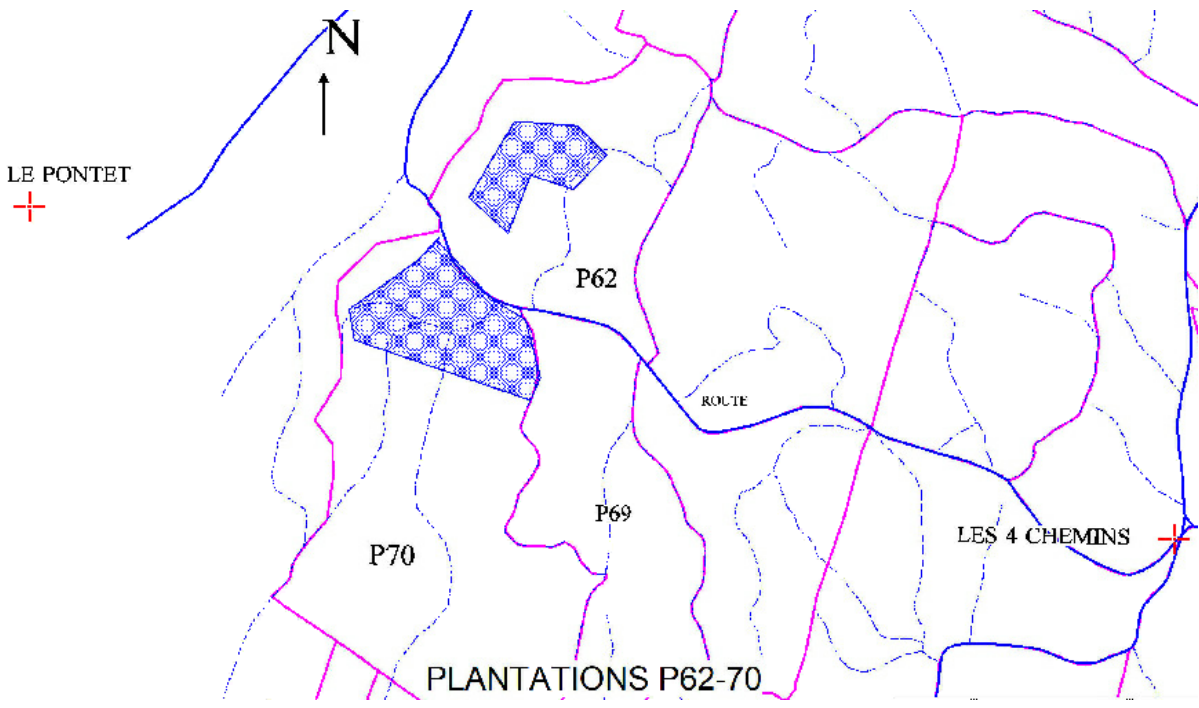 N
LE PONTET
P62
ROUTE
P69
LES 4 CHEMINS
P70
PLANTATIONS P62-70